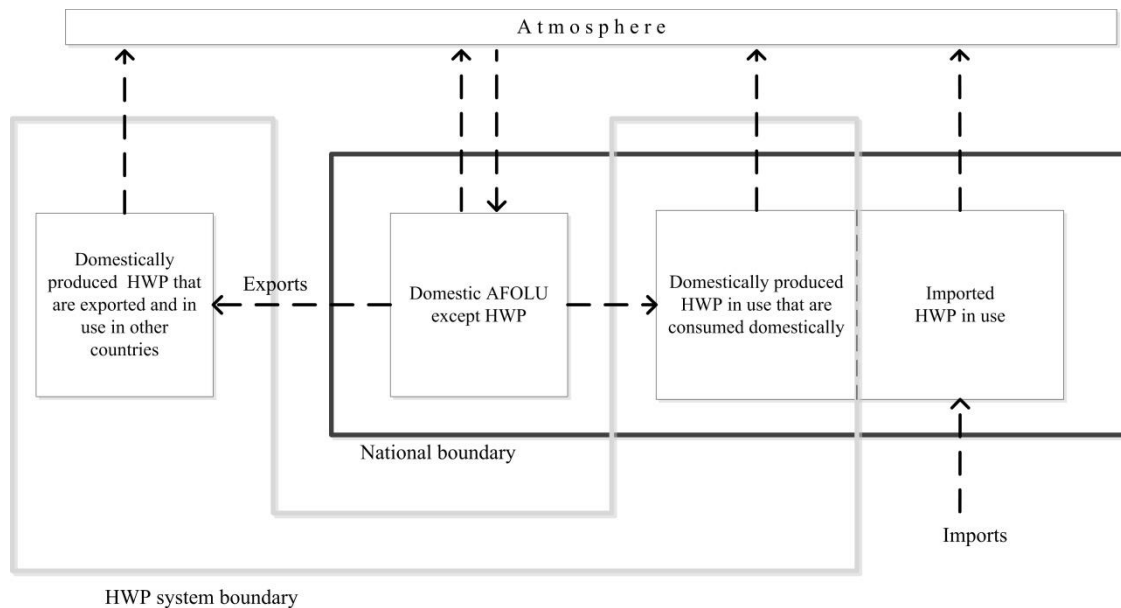 Atmosphere
Domestically
produced HWP that
are exported and in
use in other
countries
Exports
Domestic AFOLU
except HWP
Domestically produced
HWP in use that are
consumed domestically
Imported
HWP in use
National boundary
Imports
HWP system boundary